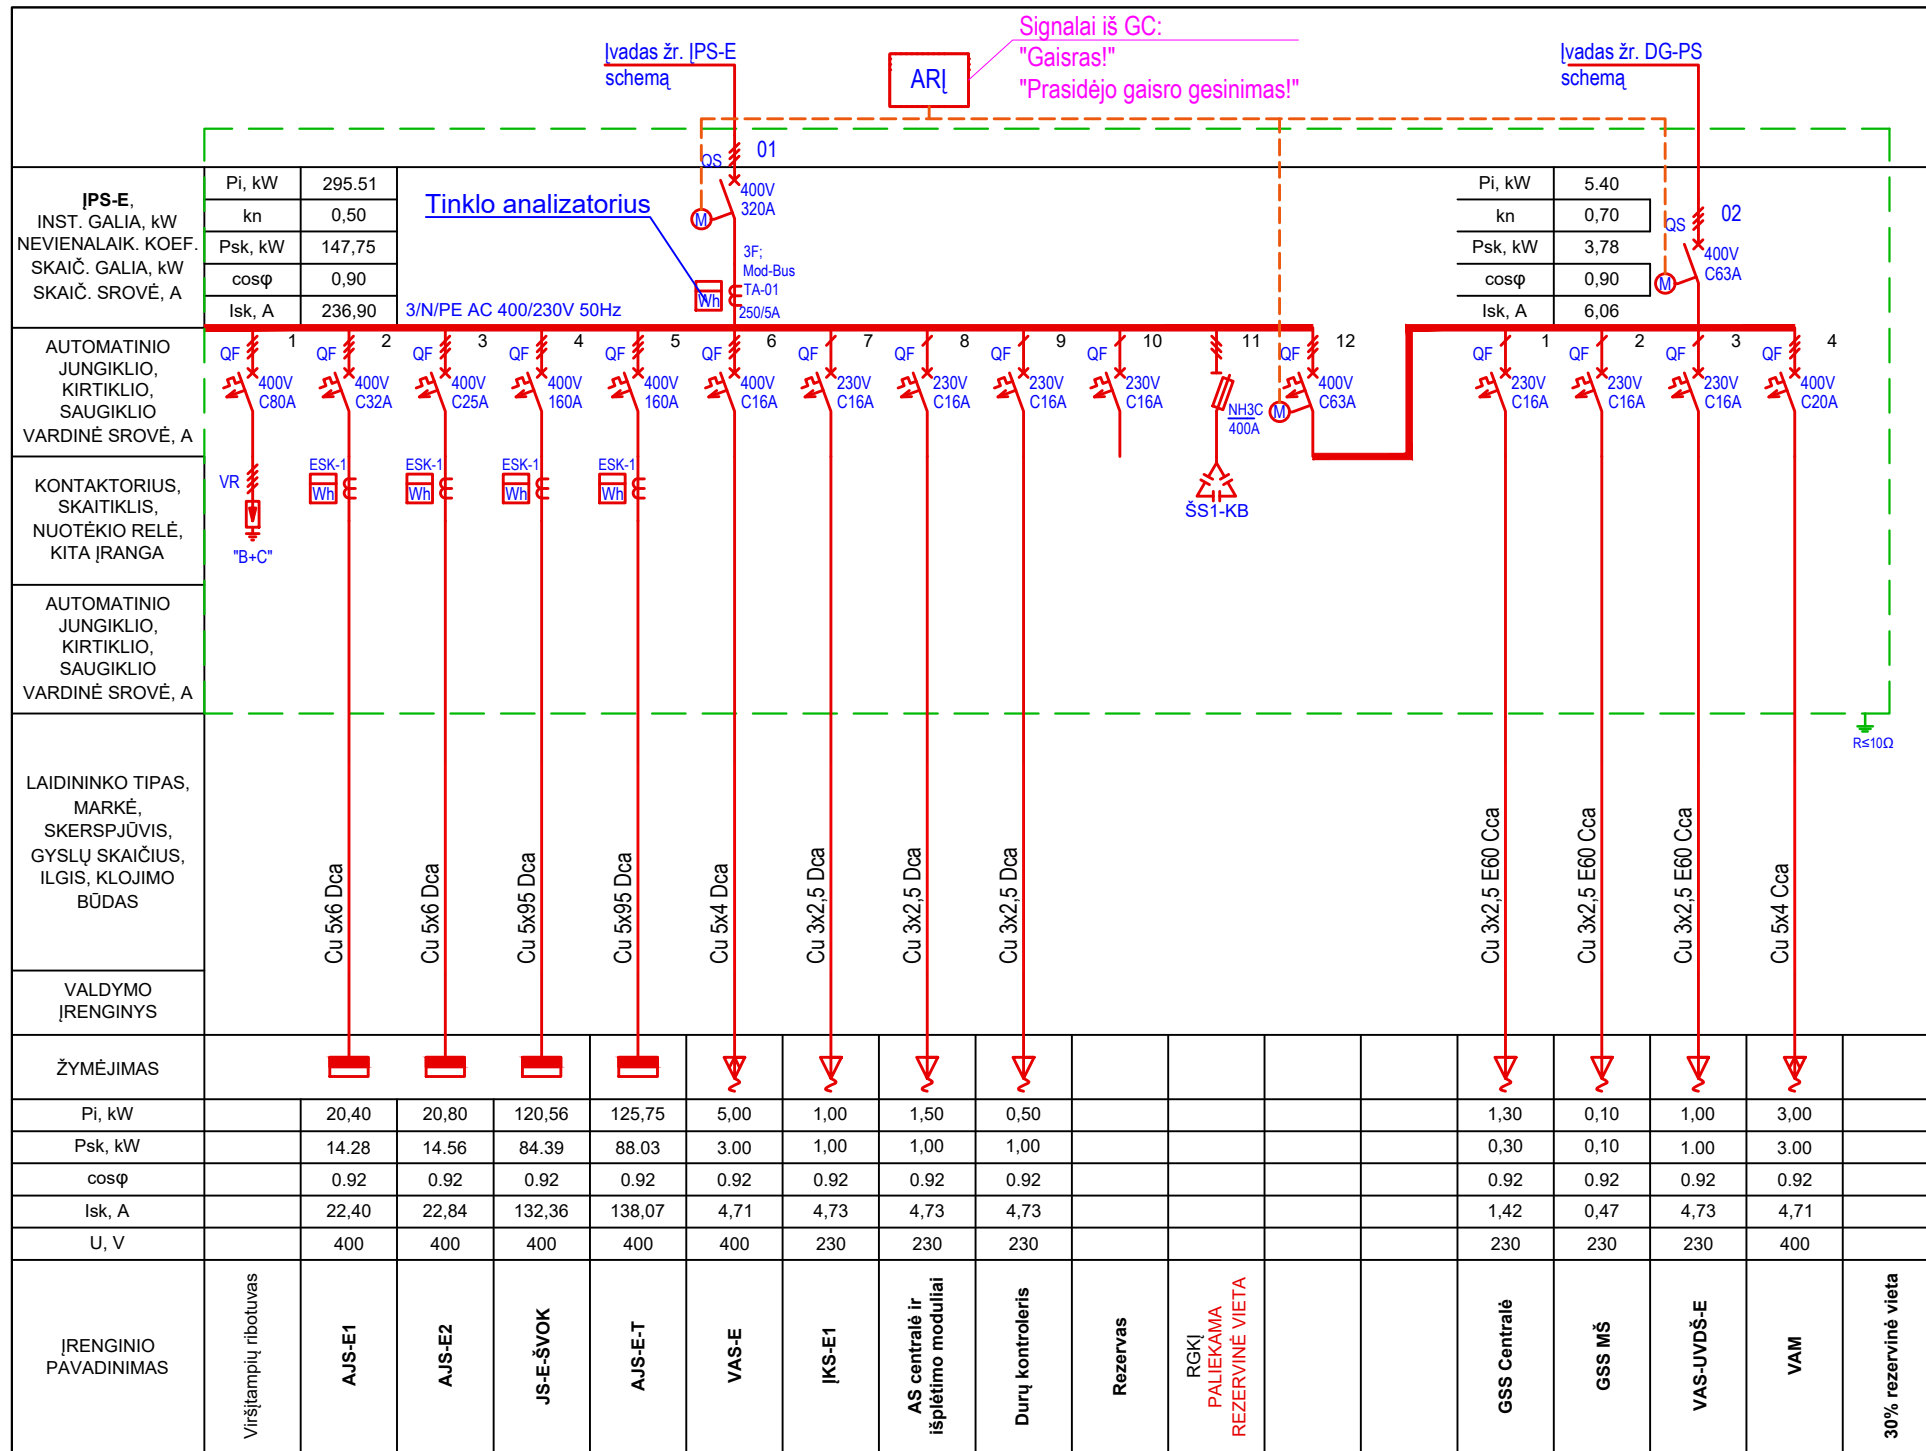 Signalai iš GC:
"Gaisras!"
"Prasidėjo gaisro gesinimas!"
Įvadas žr. ĮPS-E
schemą
ARĮ
Įvadas žr. DG-PS
schemą
QS 01
400V
320A
M
Tinklo analizatorius
3F;
Mod-Bus
TA-01
250/5A
Wh
3/N/PE AC 400/230V 50Hz
QS 02
400V
C63A
M
ĮPS-E,
INST. GALIA, kW
NEVIENALAIK. KOEF.
SKAIČ. GALIA, kW
SKAIČ. SROVĖ, A
Pi, kW 295.51
kn 0,50
Psk, kW 147,75
cosφ 0,90
Isk, A 236,90
Pi, kW 5.40
kn 0,70
Psk, kW 3,78
cosφ 0,90
Isk, A 6,06
AUTOMATINIO
JUNGIKLIO,
KIRTIKLIO,
SAUGIKLIO
VARDINĖ SROVĖ, A
1 2 3 4 5 6 7 8 9 10 11 12 1 2 3 4
QF QF QF QF QF QF QF QF QF QF QF QF QF QF QF
400V 400V 400V 400V 400V 400V 230V 230V 230V 230V 400V 230V 230V 230V 400V
C80A C32A C25A 160A 160A C16A C16A C16A C16A C16A C63A C16A C16A C16A C20A
NH3C
400A
M
KONTAKTORIUS,
SKAITIKLIS,
NUOTĖKIO RELĖ,
KITA ĮRANGA
VR
"B+C"
ESK-1 ESK-1 ESK-1 ESK-1
Wh Wh Wh Wh
ŠS1-KB
AUTOMATINIO
JUNGIKLIO,
KIRTIKLIO,
SAUGIKLIO
VARDINĖ SROVĖ, A
R≤10Ω
LAIDININKO TIPAS,
MARKĖ,
SKERSPJŪVIS,
GYSLŲ SKAIČIUS,
ILGIS, KLOJIMO
BŪDAS
Cu 5x6 Dca
Cu 5x6 Dca
Cu 5x95 Dca
Cu 5x95 Dca
Cu 5x4 Dca
Cu 3x2,5 Dca
Cu 3x2,5 Dca
Cu 3x2,5 Dca
Cu 3x2,5 E60 Cca
Cu 3x2,5 E60 Cca
Cu 3x2,5 E60 Cca
Cu 5x4 Cca
VALDYMO
ĮRENGINYS
ŽYMĖJIMAS
Pi, kW 20,40 20,80 120,56 125,75 5,00 1,00 1,50 0,50 1,30 0,10 1,00 3,00
Psk, kW 14.28 14.56 84.39 88.03 3.00 1,00 1,00 1,00 0,30 0,10 1.00 3.00
cosφ 0.92 0.92 0.92 0.92 0.92 0.92 0.92 0.92 0.92 0.92 0.92 0.92
Isk, A 22,40 22,84 132,36 138,07 4,71 4,73 4,73 4,73 1,42 0,47 4,73 4,71
U, V 400 400 400 400 400 230 230 230 230 230 230 400
ĮRENGINIO
PAVADINIMAS
Viršįtampių ribotuvas
AJS-E1
AJS-E2
JS-E-ŠVOK
AJS-E-T
VAS-E
ĮKS-E1
AS centralė ir
išplėtimo moduliai
Durų kontroleris
Rezervas
RGKĮ
PALIEKAMA
REZERVINĖ VIETA
GSS Centralė
GSS MŠ
VAS-UVDŠ-E
VAM
30% rezervinė vieta